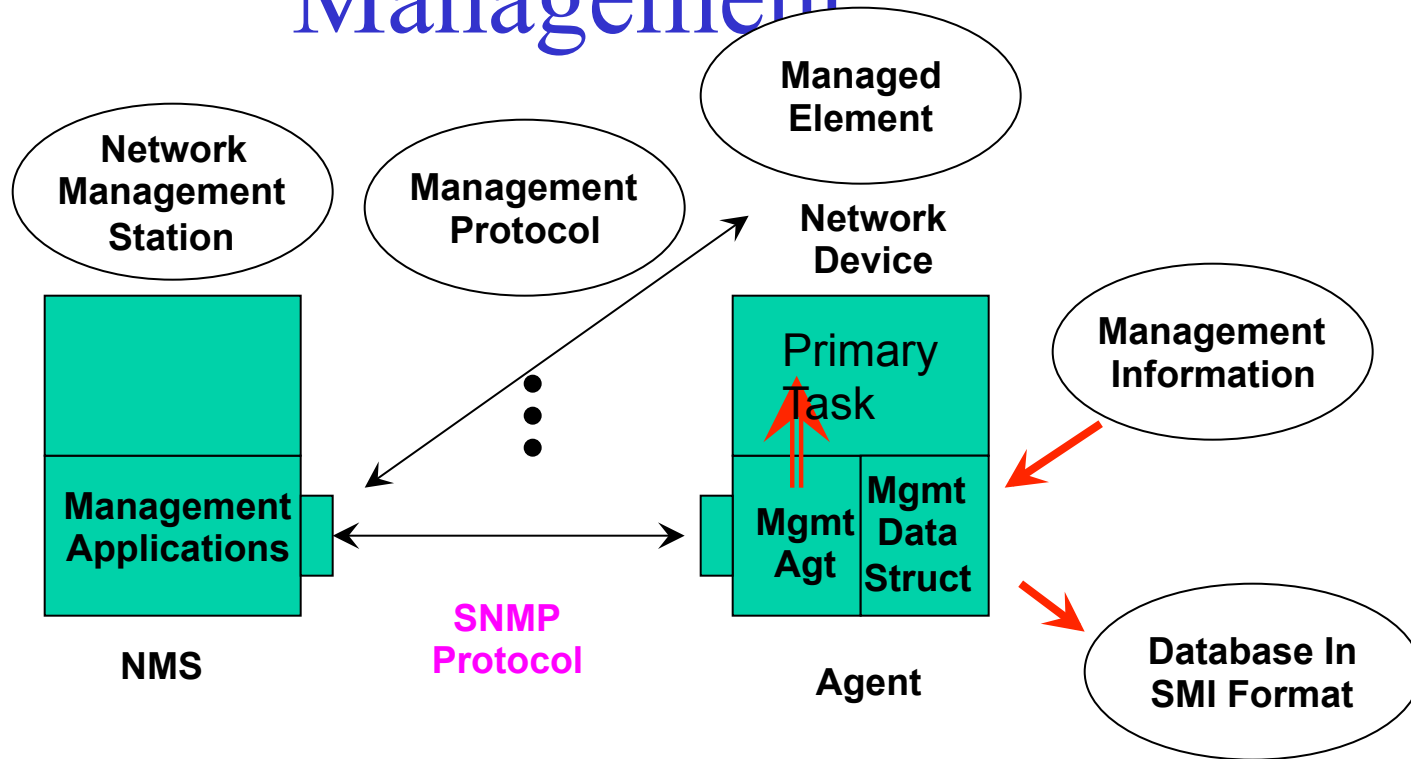 Management
Managed
Element
Network
Management
Station
Management
Protocol
Network
Device
Management
Information
Primary
Task
Management
Applications
Mgmt
Agt
Mgmt
Data
Struct
SNMP
Protocol
NMS
Agent
Database In
SMI Format